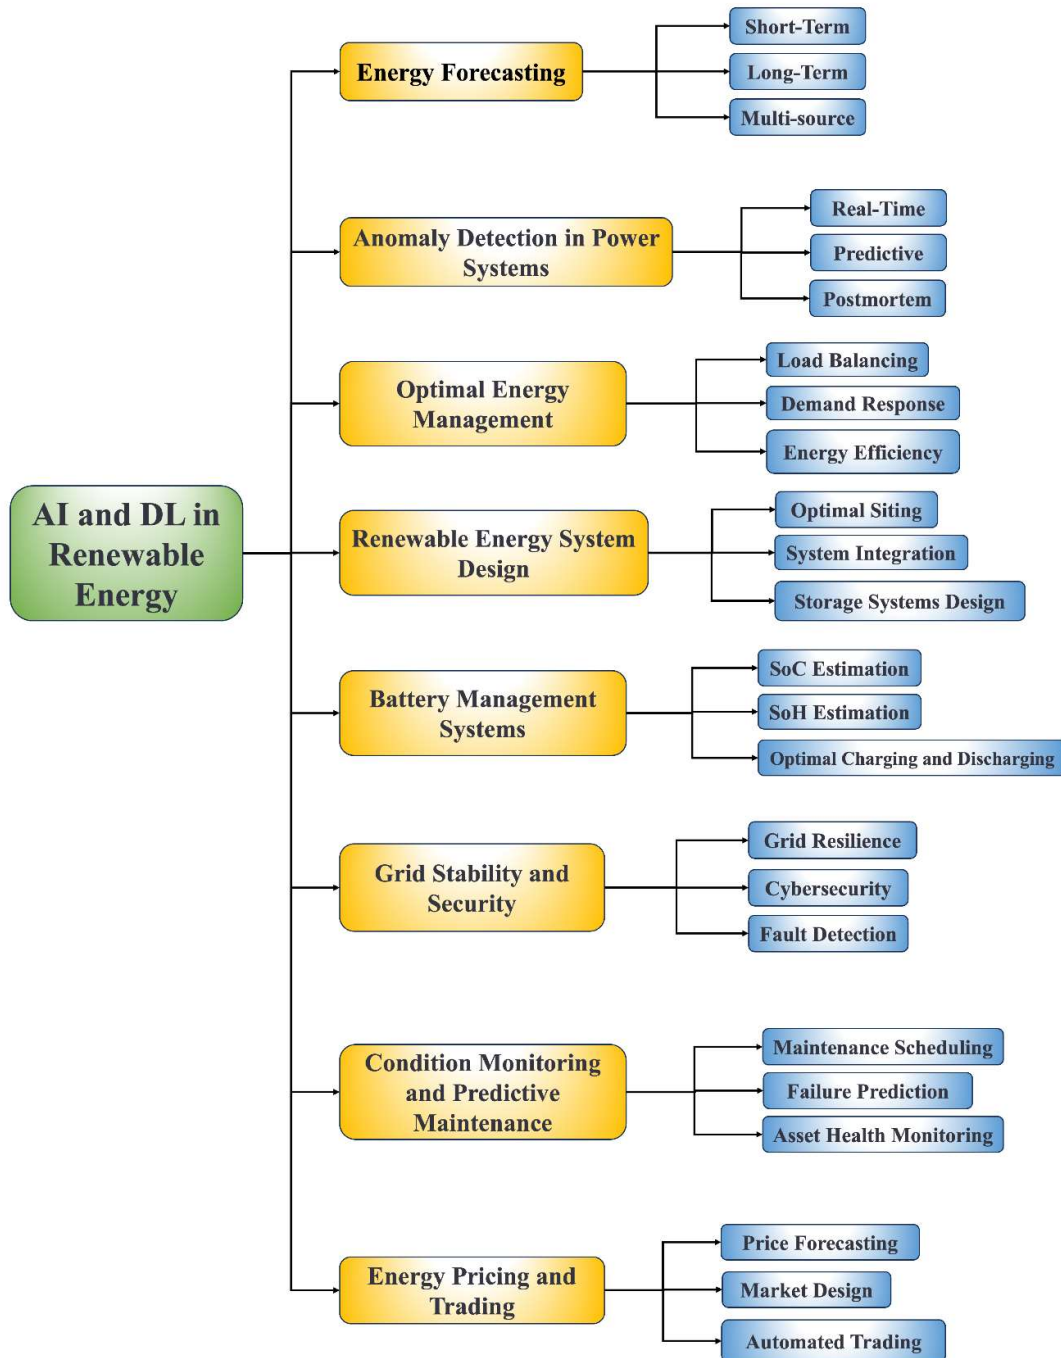 AI and DL in
Renewable
Energy
Energy Forecasting
Short-Term
Long-Term
Multi-source
Anomaly Detection in Power
Systems
Real-Time
Predictive
Postmortem
Optimal Energy
Management
Load Balancing
Demand Response
Energy Efficiency
Renewable Energy System
Design
Optimal Siting
System Integration
Storage Systems Design
Battery Management
Systems
SoC Estimation
SoH Estimation
Optimal Charging and Discharging
Grid Stability and
Security
Grid Resilience
Cybersecurity
Fault Detection
Condition Monitoring
and Predictive
Maintenance
Maintenance Scheduling
Failure Prediction
Asset Health Monitoring
Energy Pricing and
Trading
Price Forecasting
Market Design
Automated Trading